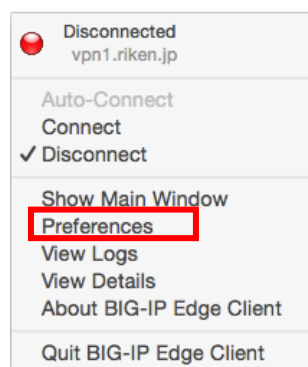 Disconnected
vpn1.riken.jp
Auto-Connect
Connect
✓ Disconnect
Show Main Window
Preferences
View Logs
View Details
About BIG-IP Edge Client
Quit BIG-IP Edge Client